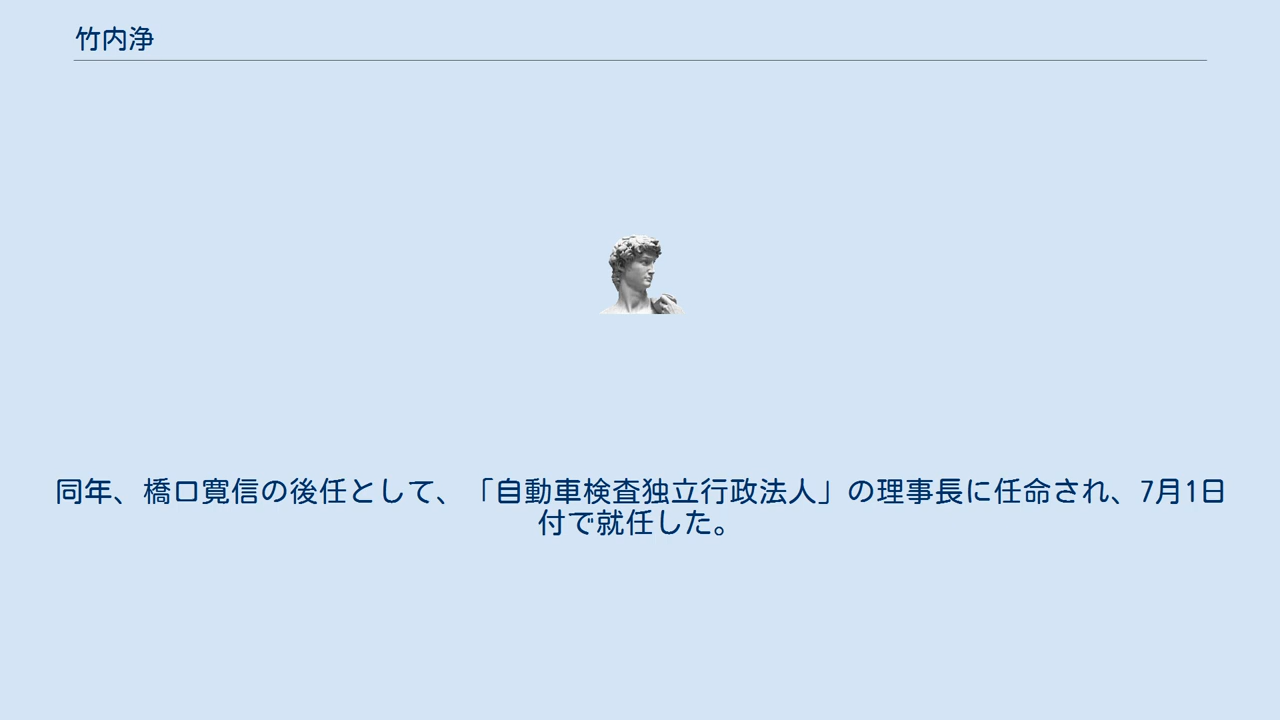 竹内浄
同年、橋口寛信の後任として、「自動車検査独立行政法人」の理事長に任命され、7月1日
付で就任した。